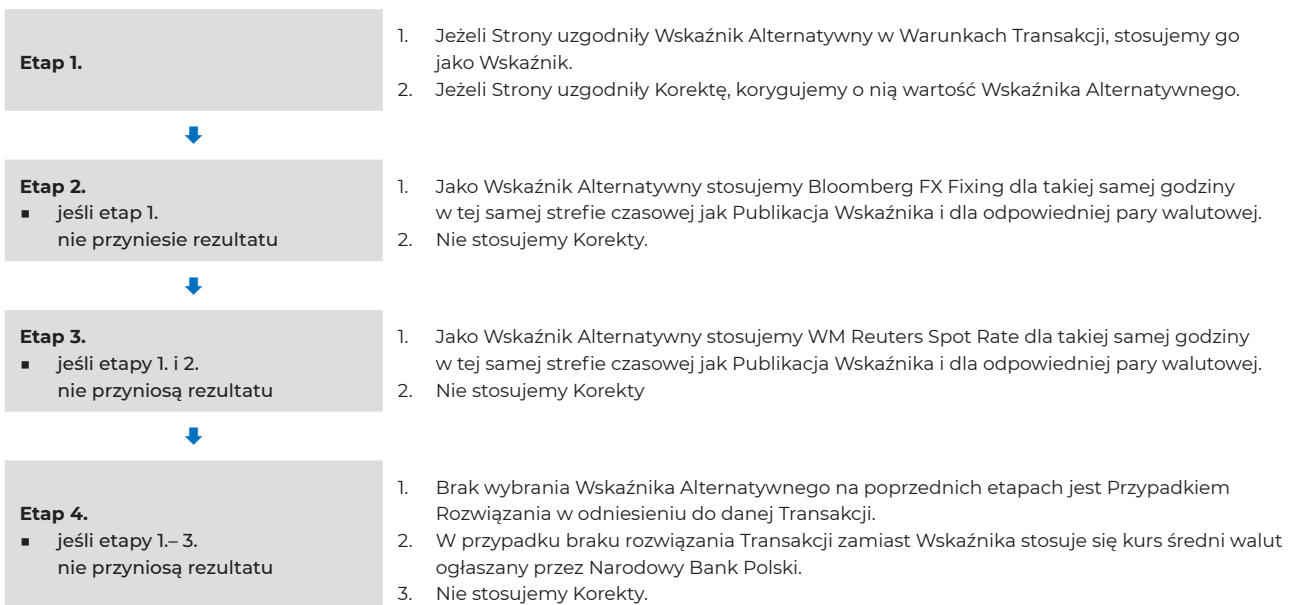 Etap 1.
1. Jeżeli Strony uzgodniły Wskaźnik Alternatywny w Warunkach Transakcji, stosujemy go
jako Wskaźnik.
2. Jeżeli Strony uzgodniły Korektę, korygujemy o nią wartość Wskaźnika Alternatywnego.
Etap 2.
▪ jeśli etap 1.
nie przyniesie rezultatu
1. Jako Wskaźnik Alternatywny stosujemy Bloomberg FX Fixing dla takiej samej godziny
w tej samej strefie czasowej jak Publikacja Wskaźnika i dla odpowiedniej pary walutowej.
2. Nie stosujemy Korekty.
Etap 3.
▪ jeśli etapy 1. i 2.
nie przyniosą rezultatu
1. Jako Wskaźnik Alternatywny stosujemy WM Reuters Spot Rate dla takiej samej godziny
w tej samej strefie czasowej jak Publikacja Wskaźnika i dla odpowiedniej pary walutowej.
2. Nie stosujemy Korekty
Etap 4.
▪ jeśli etapy 1.– 3.
nie przyniosą rezultatu
1. Brak wybrania Wskaźnika Alternatywnego na poprzednich etapach jest Przypadkiem
Rozwiązania w odniesieniu do danej Transakcji.
2. W przypadku braku rozwiązania Transakcji zamiast Wskaźnika stosuje się kurs średni walut
ogłaszany przez Narodowy Bank Polski.
3. Nie stosujemy Korekty.